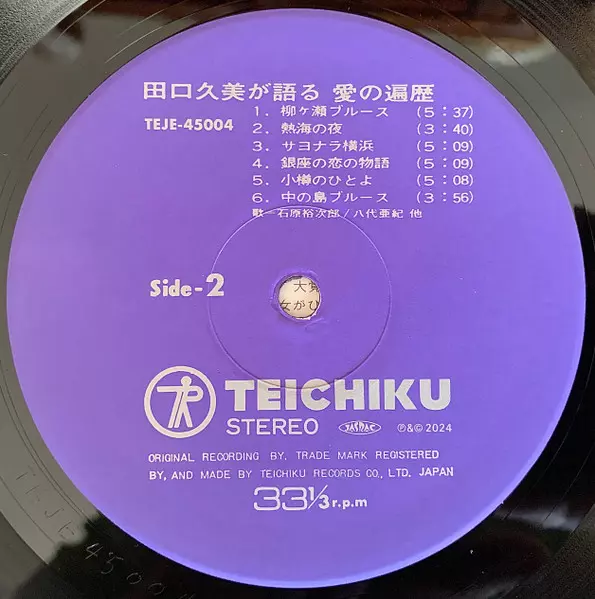 田口久美が語る 愛の遍歴
TEJE-45004
1. 柳ヶ瀬ブルース (5:37)
2. 熱海の夜 (3:40)
3. サヨナラ横浜 (5:09)
4. 銀座の恋の物語 (5:09)
5. 小樽のひとよ (5:08)
6. 中の島ブルース (3:56)
歌－石原裕次郎/八代亜紀 他
Side-2
TEICHIKU
STEREO
JASRAC
℗&© 2024
ORIGINAL RECORDING BY, TRADE MARK REGISTERED
BY, AND MADE BY TEICHIKU RECORDS CO., LTD. JAPAN
33⅓r.p.m
TEJE 45004